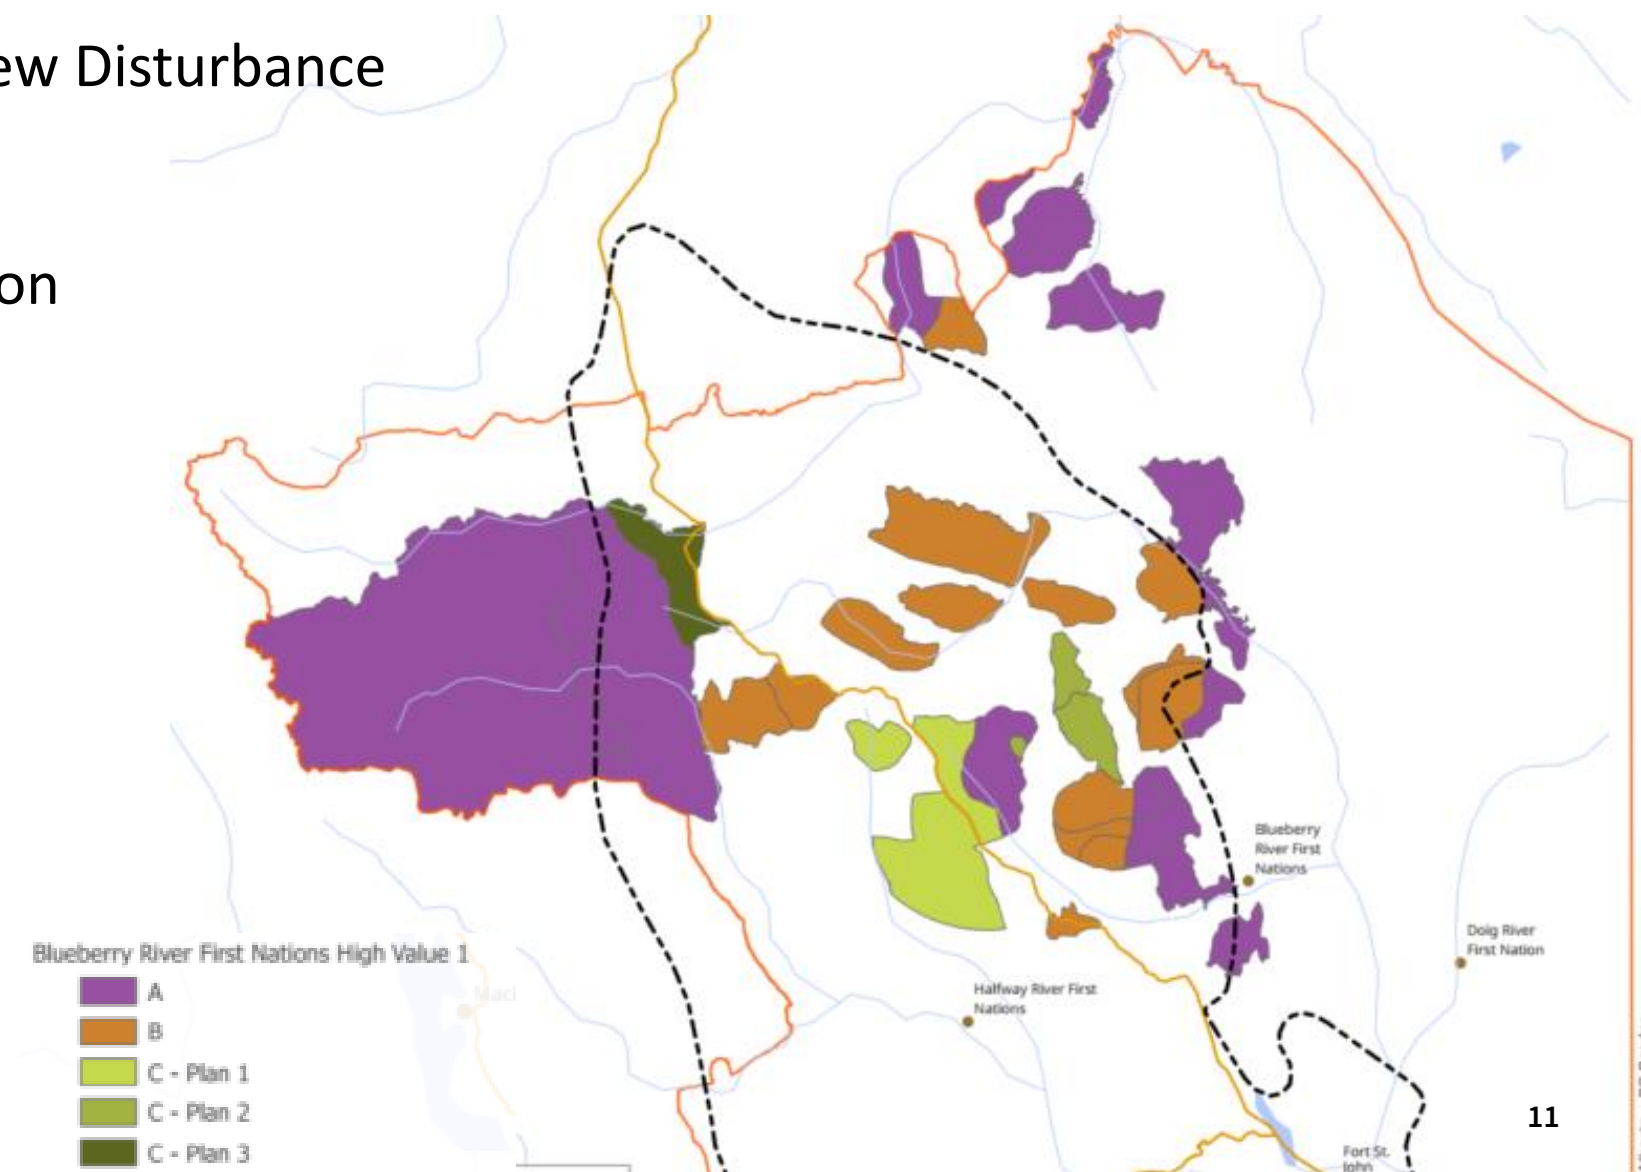 ew Disturbance
on
Blueberry
River First
Nations
Doig River
First Nation
Halfway River First
Nations
Blueberry River First Nations High Value 1
A
B
C - Plan 1
C - Plan 2
C - Plan 3
Macl
11
Fort St.
John